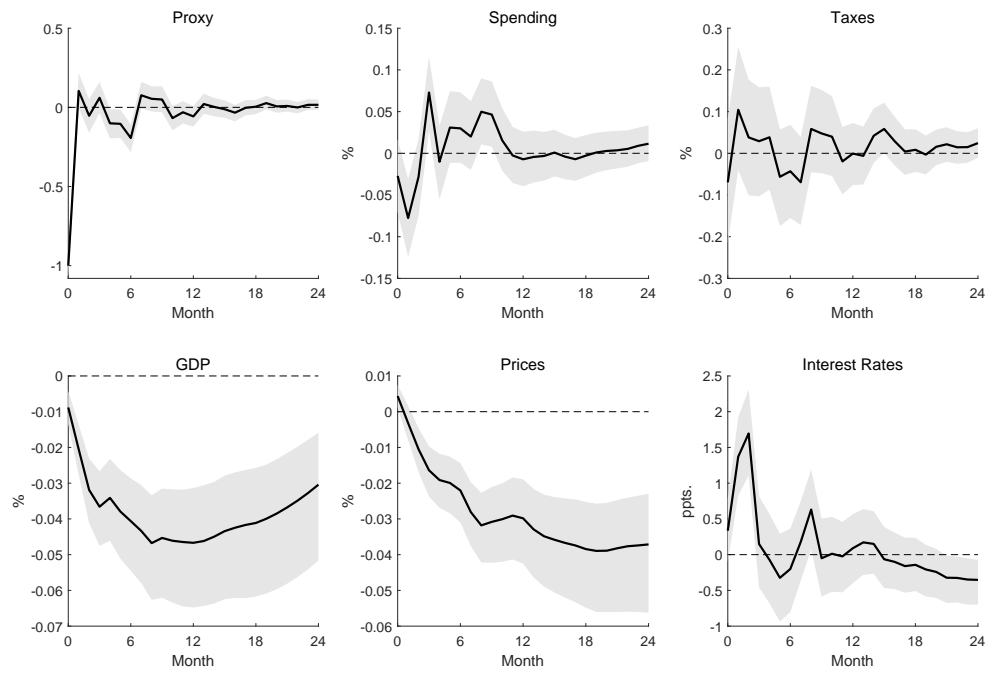 Proxy
0.5
0
-0.5
-1
0 6 12 18 24
Month
Spending
%
0.15
0.1
0.05
0
-0.05
-0.1
-0.15
0 6 12 18 24
Month
Taxes
%
0.3
0.2
0.1
0
-0.1
-0.2
-0.3
0 6 12 18 24
Month
GDP
%
0
-0.01
-0.02
-0.03
-0.04
-0.05
-0.06
-0.07
0 6 12 18 24
Month
Prices
%
0.01
0
-0.01
-0.02
-0.03
-0.04
-0.05
-0.06
0 6 12 18 24
Month
Interest Rates
ppts.
2.5
2
1.5
1
0.5
0
-0.5
-1
0 6 12 18 24
Month